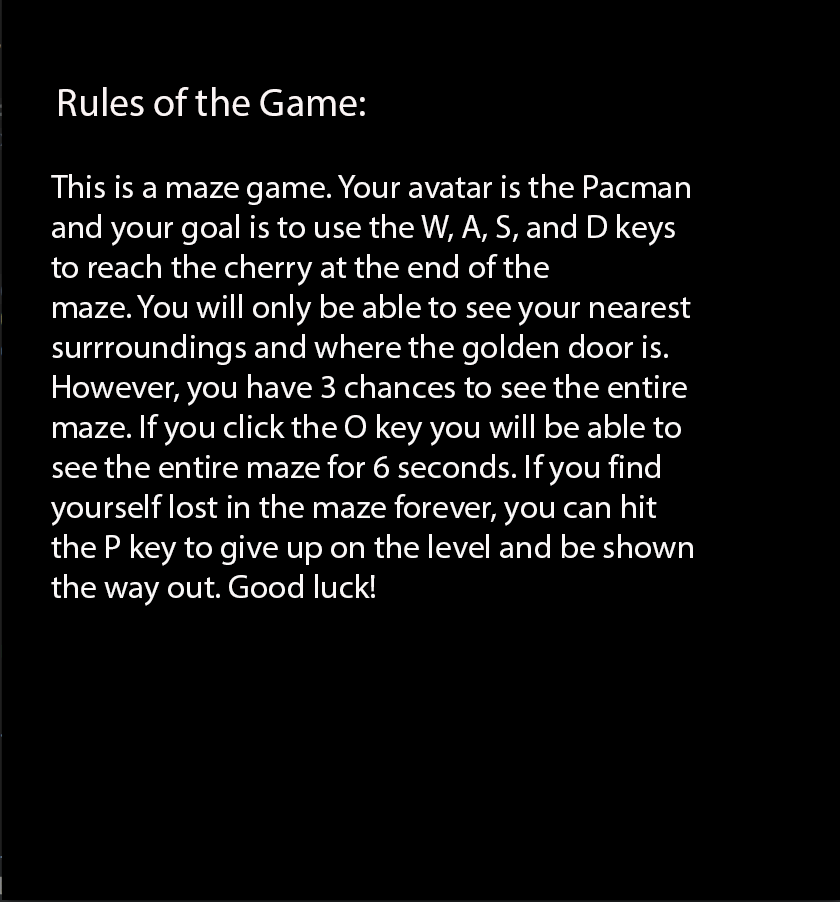 Rules of the Game:
This is a maze game. Your avatar is the Pacman
and your goal is to use the W, A, S, and D keys
to reach the cherry at the end of the
maze. You will only be able to see your nearest
surrroundings and where the golden door is.
However, you have 3 chances to see the entire
maze. If you click the O key you will be able to
see the entire maze for 6 seconds. If you find
yourself lost in the maze forever, you can hit
the P key to give up on the level and be shown
the way out. Good luck!